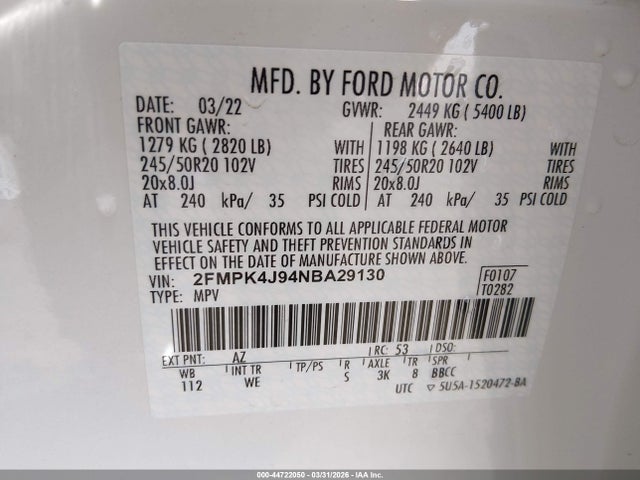 MFD. BY FORD MOTOR CO.
DATE: 03/22 GVWR: 2449 KG ( 5400 LB)
FRONT GAWR: REAR GAWR:
1279 KG ( 2820 LB) WITH 1198 KG ( 2640 LB) WITH
245/50R20 102V TIRES 245/50R20 102V TIRES
20x8.0J RIMS 20x8.0J RIMS
AT 240 kPa/ 35 PSI COLD AT 240 kPa/ 35 PSI COLD
THIS VEHICLE CONFORMS TO ALL APPLICABLE FEDERAL MOTOR
VEHICLE SAFETY AND THEFT PREVENTION STANDARDS IN
EFFECT ON THE DATE OF MANUFACTURE SHOWN ABOVE.
VIN: 2FMPK4J94NBA29130 F0107
TYPE: MPV T0282
EXT PNT: AZ RC: 53 DSO:
WB INT TR TP/PS R AXLE TR SPR
112 WE S 3K 8 BBCC
UTC ▽ 5U5A-1520472-BA
000-44722050 - 03/31/2026 - IAA Inc.